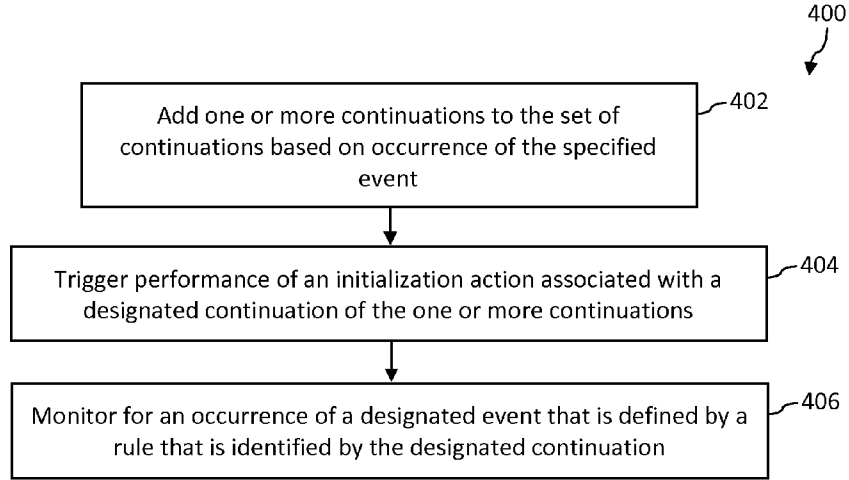 400
Add one or more continuations to the set of
continuations based on occurrence of the specified
event
402
Trigger performance of an initialization action associated with a
designated continuation of the one or more continuations
404
Monitor for an occurrence of a designated event that is defined by a
rule that is identified by the designated continuation
406